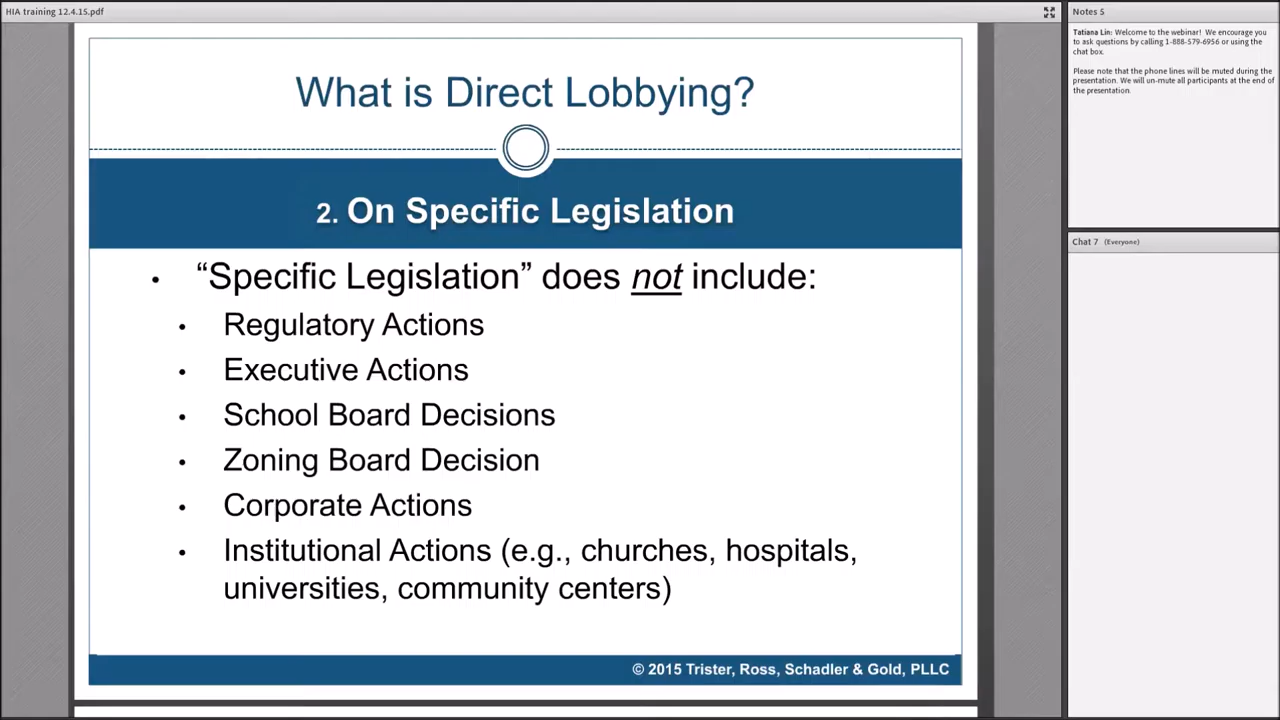 HIA training 12.4.15.pdf
What is Direct Lobbying?
2. On Specific Legislation
• “Specific Legislation” does not include:
• Regulatory Actions
• Executive Actions
• School Board Decisions
• Zoning Board Decision
• Corporate Actions
• Institutional Actions (e.g., churches, hospitals,
universities, community centers)
© 2015 Trister, Ross, Schadler & Gold, PLLC
Notes 5
Tatiana Lin: Welcome to the webinar! We encourage you
to ask questions by calling 1-888-579-6956 or using the
chat box.
Please note that the phone lines will be muted during the
presentation. We will un-mute all participants at the end of
the presentation.
Chat 7 (Everyone)